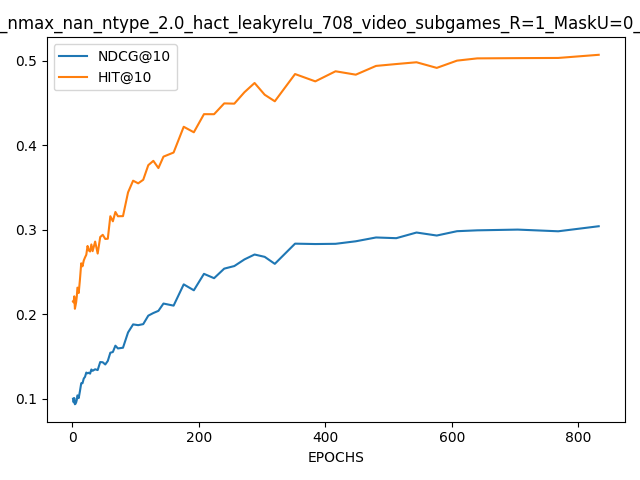 _nmax_nan_ntype_2.0_hact_leakyrelu_708_video_subgames_R=1_MaskU=0_
NDCG@10
HIT@10
0.5
0.4
0.3
0.2
0.1
0 200 400 600 800
EPOCHS